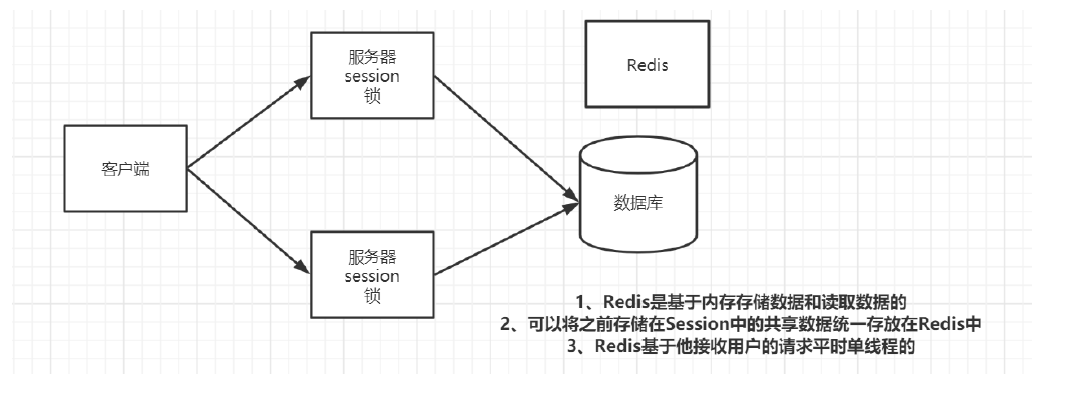 客户端
服务器
session
锁
服务器
session
锁
Redis
数据库
1、Redis是基于内存存储数据和读取数据的
2、可以将之前存储在Session中的共享数据统一存放在Redis中
3、Redis基于他接收用户的请求平时单线程的